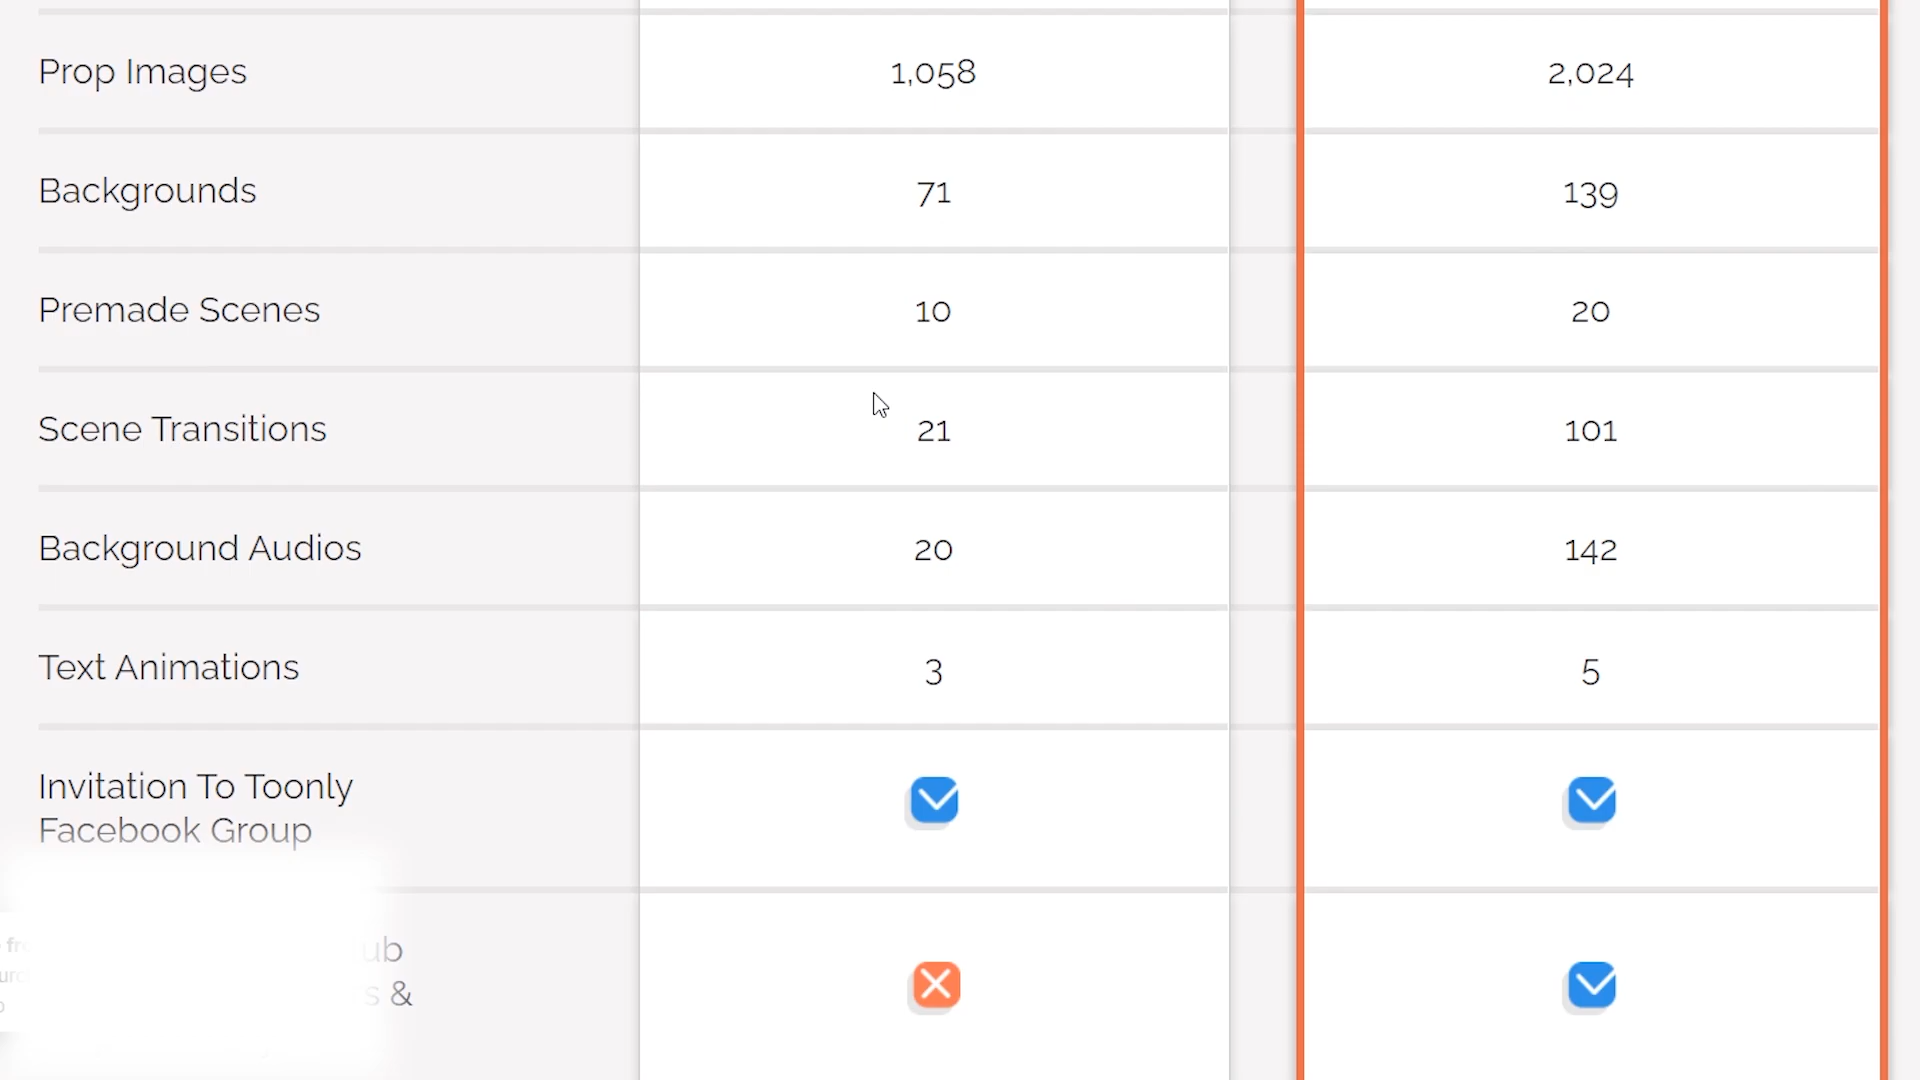 Prop Images 1,058 2,024
Backgrounds 71 139
Premade Scenes 10 20
Scene Transitions 21 101
Background Audios 20 142
Text Animations 3 5
Invitation To Toonly
Facebook Group
&